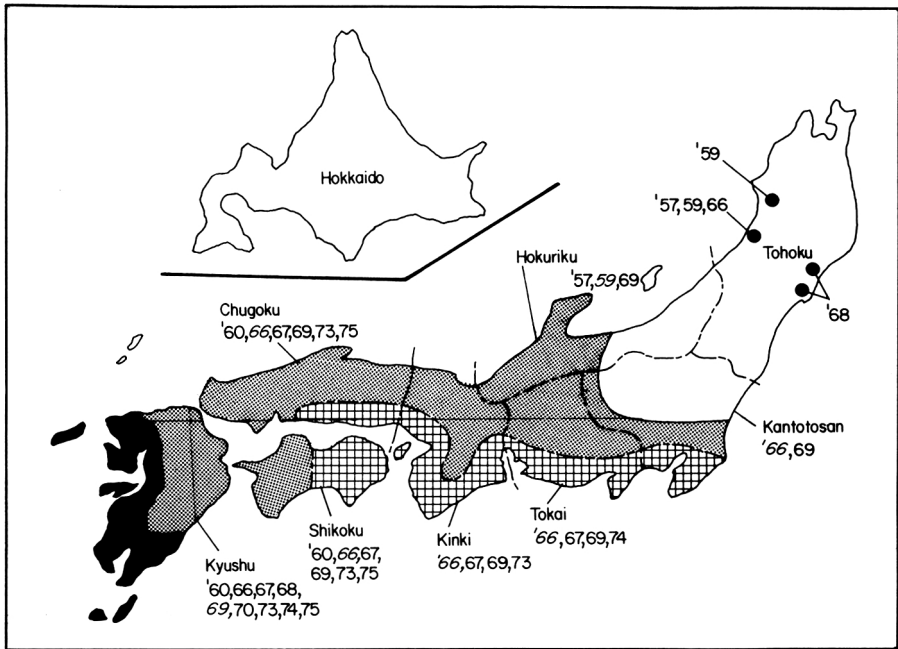 Hokkaido
'59
'57,59,66
Tohoku
'68
Hokuriku
'57,59,69
Chugoku
'60,66,67,69,73,75
Kantotosan
'66,69
Tokai
'66,67,69,74
Kinki
'66,67,69,73
Shikoku
'60,66,67,
69,73,75
Kyushu
'60,66,67,68,
69,70,73,74,75